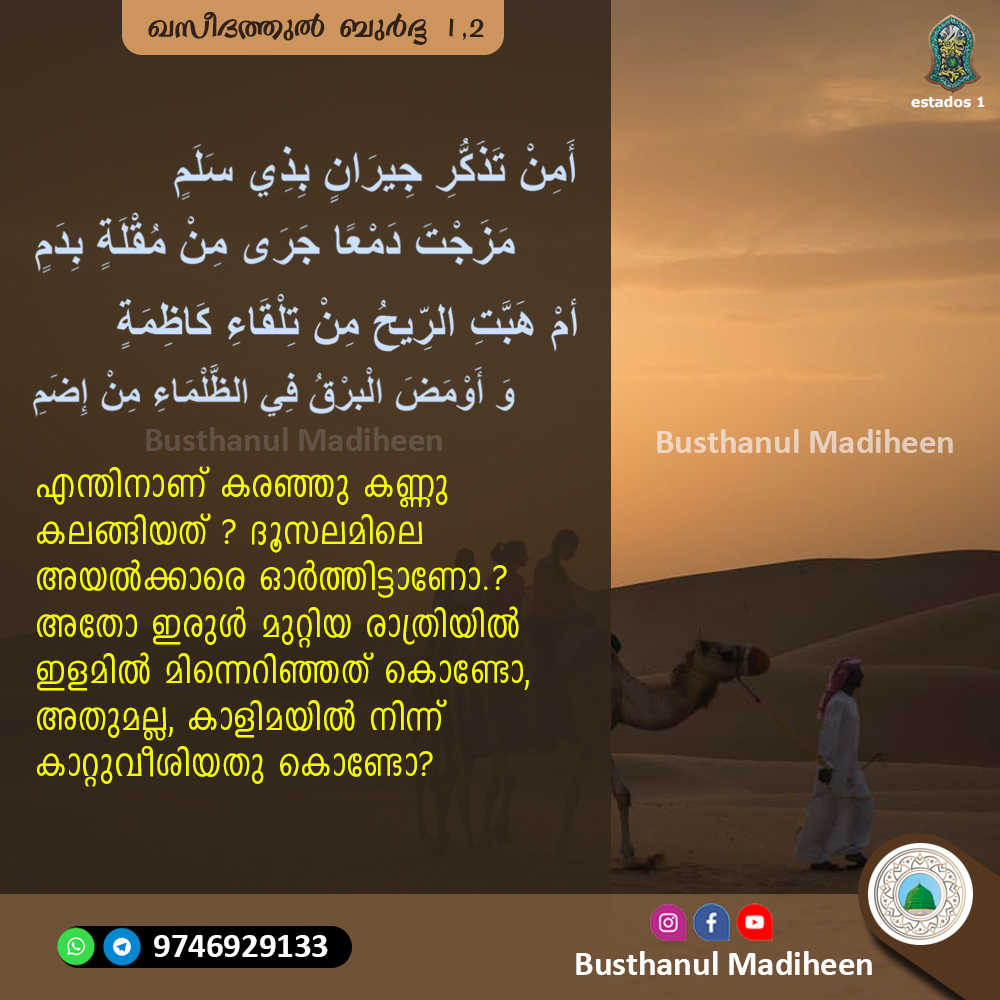 ഖസീദത്തുൽ ബുർദ്ദ 1,2
estados 1
أَمِنْ تَذَكُّرِ جِيرَانٍ بِذِي سَلَمٍ
مَزَجْتَ دَمْعًا جَرَى مِنْ مُقْلَةٍ بِدَمٍ
أمْ هَبَّتِ الرِّيحُ مِنْ تِلْقَاءِ كَاظِمَةٍ
وَ أَوْمَضَ الْبرْقُ فِي الظَّلْمَاءِ مِنْ إِضَمِ
Busthanul Madiheen
Busthanul Madiheen
എന്തിനാണ് കരഞ്ഞു കണ്ണു
കലങ്ങിയത് ? ദൂസലമിലെ
അയൽക്കാരെ ഓർത്തിട്ടാണോ.?
അതോ ഇരുൾ മുറ്റിയ രാത്രിയിൽ
ഇളമിൽ മിന്നെറിഞ്ഞത് കൊണ്ടോ,
അതുമല്ല, കാളിമയിൽ നിന്ന്
കാറ്റുവീശിയതു കൊണ്ടോ?
9746929133
Busthanul Madiheen